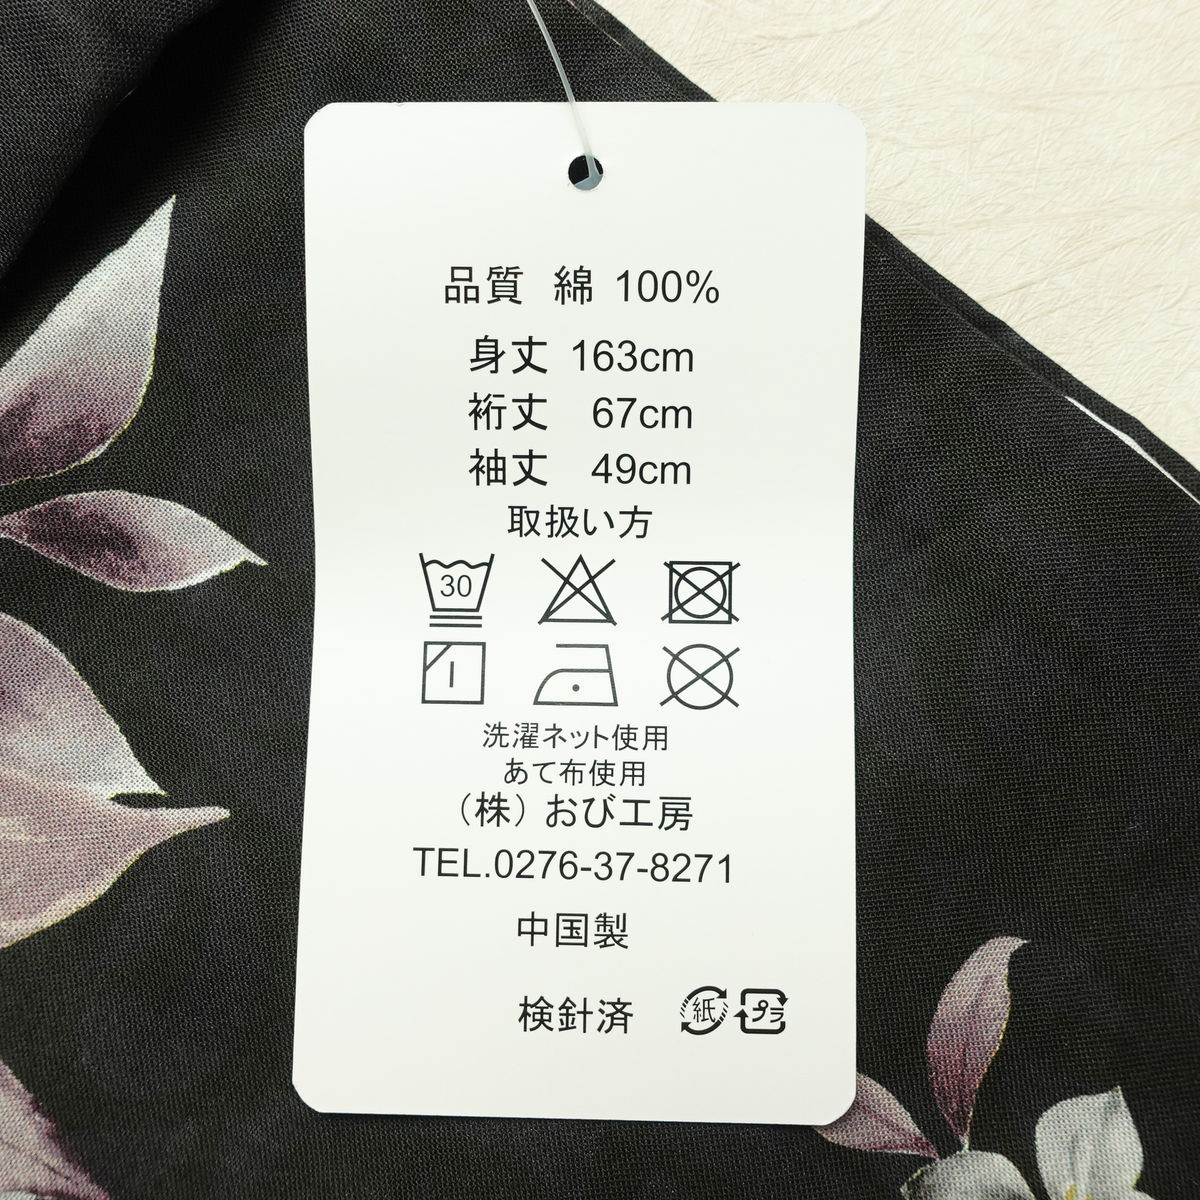 品質 綿 100%
身丈 163cm
裄丈 67cm
袖丈 49cm
取扱い方
30
洗濯ネット使用
あて布使用
（株）おび工房
TEL.0276-37-8271
中国製
検針済 紙 プラ